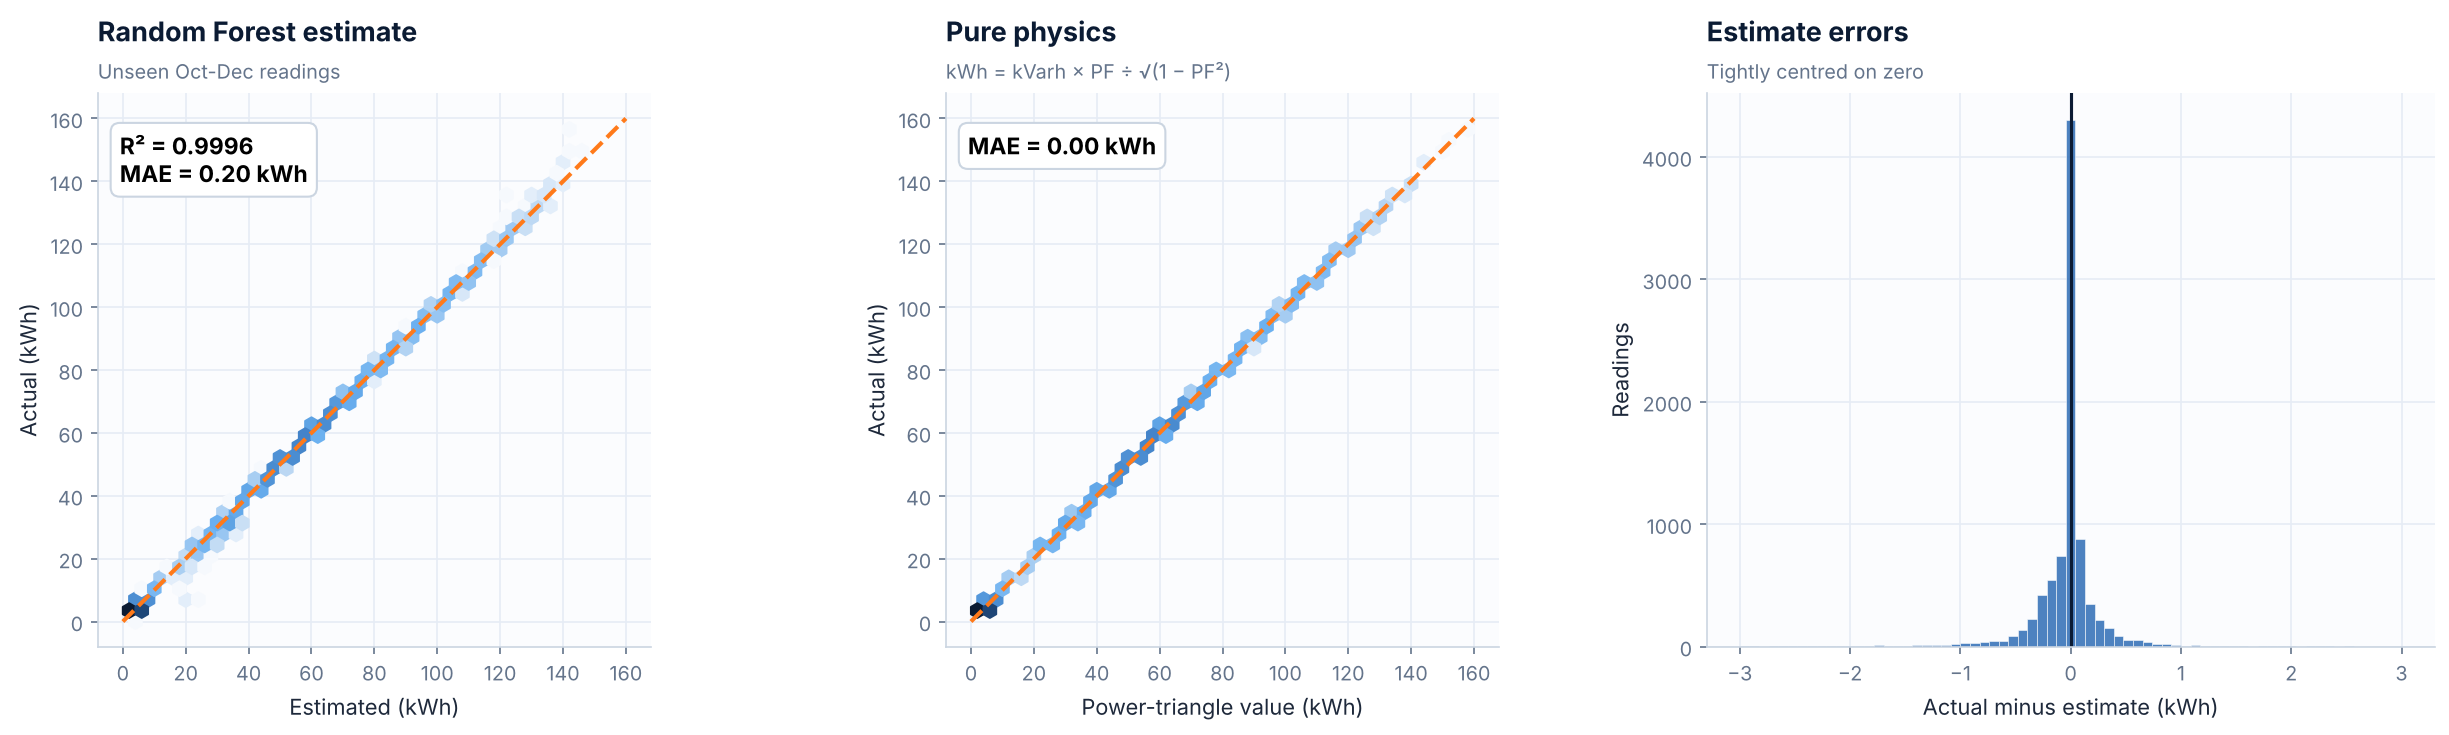 Random Forest estimate
Unseen Oct-Dec readings
R² = 0.9996
MAE = 0.20 kWh
160
140
120
100
80
60
40
20
0
Actual (kWh)
0 20 40 60 80 100 120 140 160
Estimated (kWh)
Pure physics
kWh = kVarh × PF ÷ √(1 − PF²)
MAE = 0.00 kWh
160
140
120
100
80
60
40
20
0
Actual (kWh)
0 20 40 60 80 100 120 140 160
Power-triangle value (kWh)
Estimate errors
Tightly centred on zero
4000
3000
2000
1000
0
Readings
−3 −2 −1 0 1 2 3
Actual minus estimate (kWh)